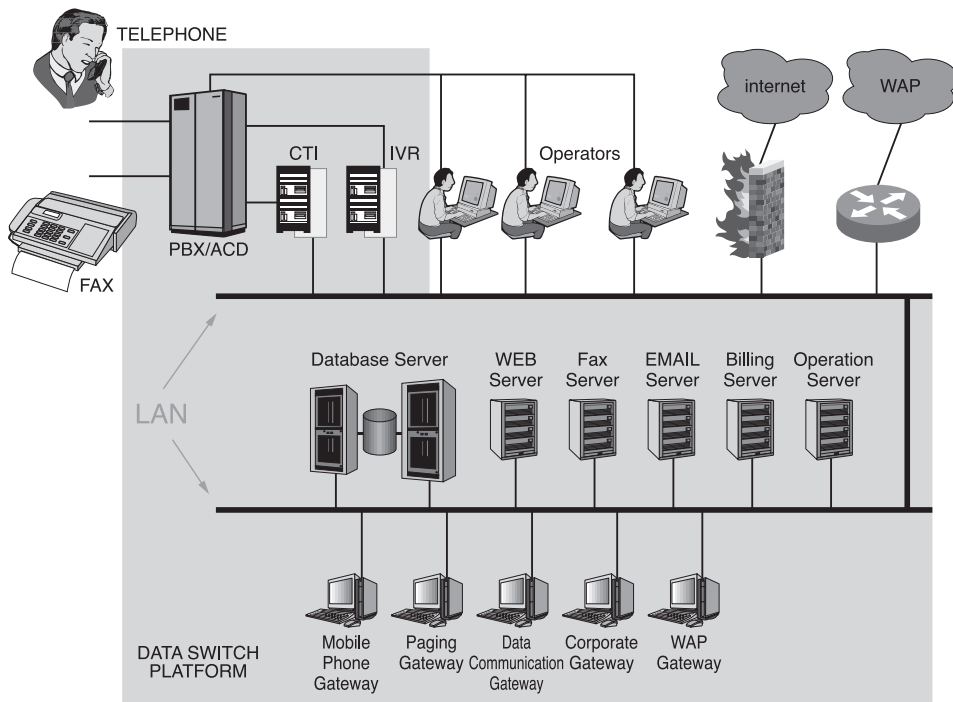 TELEPHONE
internet
WAP
CTI
IVR
Operators
PBX/ACD
FAX
Database Server
WEB
Server
Fax
Server
EMAIL
Server
Billing
Server
Operation
Server
LAN
Mobile
Phone
Gateway
Paging
Gateway
Data
Communication
Gateway
Corporate
Gateway
WAP
Gateway
DATA SWITCH
PLATFORM